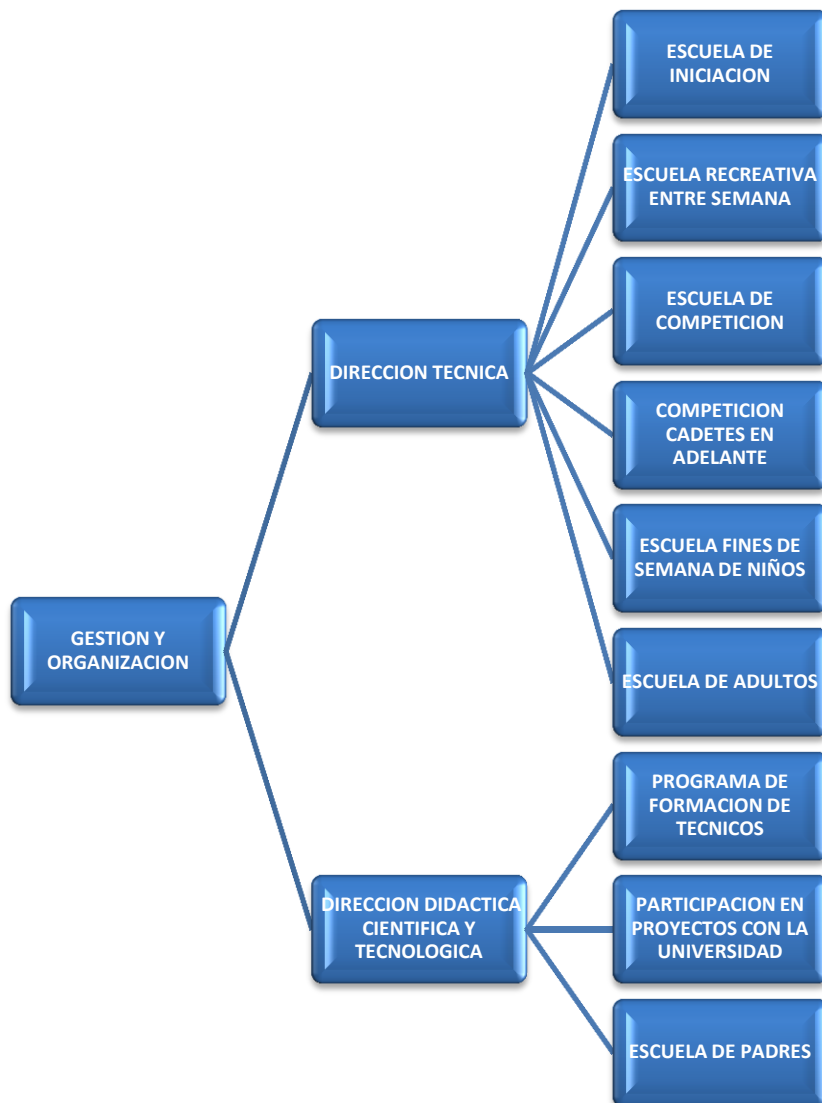 ESCUELA DE
INICIACION
ESCUELA RECREATIVA
ENTRE SEMANA
ESCUELA DE
COMPETICION
DIRECCION TECNICA
COMPETICION
CADETES EN
ADELANTE
ESCUELA FINES DE
SEMANA DE NIÑOS
GESTION Y
ORGANIZACION
ESCUELA DE ADULTOS
PROGRAMA DE
FORMACION DE
TECNICOS
DIRECCION DIDACTICA
CIENTIFICA Y
TECNOLOGICA
PARTICIPACION EN
PROYECTOS CON LA
UNIVERSIDAD
ESCUELA DE PADRES